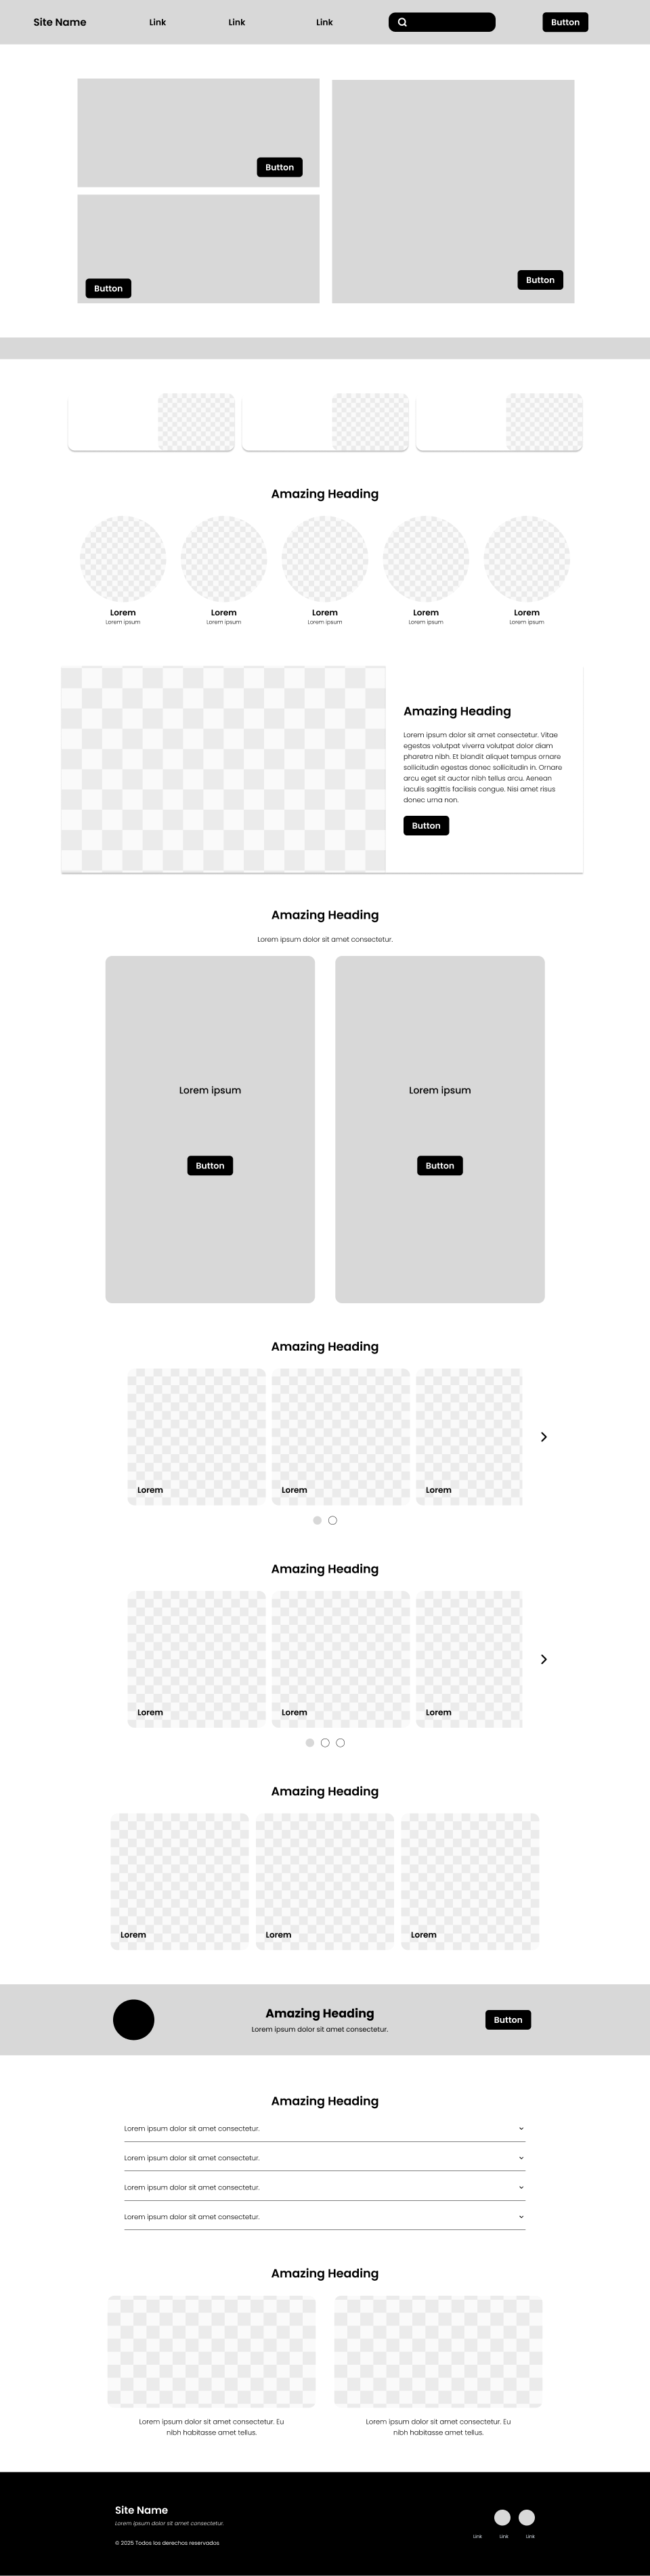 Site Name
Link
Link
Link
Button
Button
Button
Button
Amazing Heading
Lorem
Lorem
Lorem
Lorem
Lorem
Lorem ipsum
Lorem ipsum
Lorem ipsum
Lorem ipsum
Lorem ipsum
Amazing Heading
Lorem ipsum dolor sit amet consectetur. Vitae
egestas volutpat viverra volutpat dolor diam
pharetra nibh. Et blandit aliquet tempus ornare
sollicitudin egestas donec sollicitudin in. Ornare
arcu eget sit auctor nibh tellus arcu. Aenean
iaculis sagittis facilisis congue. Nisi amet risus
donec urna non.
Button
Amazing Heading
Lorem ipsum dolor sit amet consectetur.
Lorem ipsum
Lorem ipsum
Button
Button
Amazing Heading
Lorem
Lorem
Lorem
Amazing Heading
Lorem
Lorem
Lorem
Amazing Heading
Lorem
Lorem
Lorem
Amazing Heading
Lorem ipsum dolor sit amet consectetur.
Button
Amazing Heading
Lorem ipsum dolor sit amet consectetur.
Lorem ipsum dolor sit amet consectetur.
Lorem ipsum dolor sit amet consectetur.
Lorem ipsum dolor sit amet consectetur.
Amazing Heading
Lorem ipsum dolor sit amet consectetur. Eu
nibh habitasse amet tellus.
Lorem ipsum dolor sit amet consectetur. Eu
nibh habitasse amet tellus.
Site Name
Lorem ipsum dolor sit amet consectetur.
© 2025 Todos los derechos reservados
Link
Link
Link